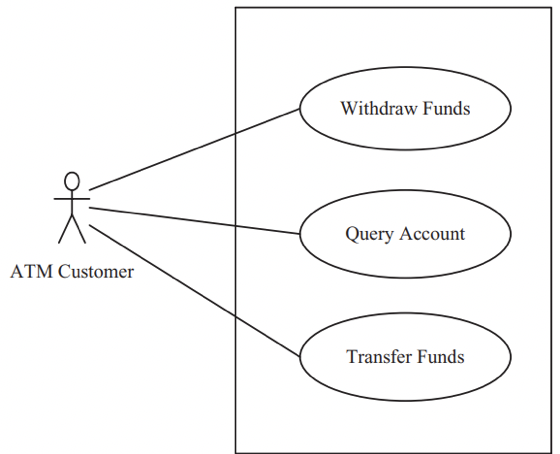 Withdraw Funds
Query Account
ATM Customer
Transfer Funds